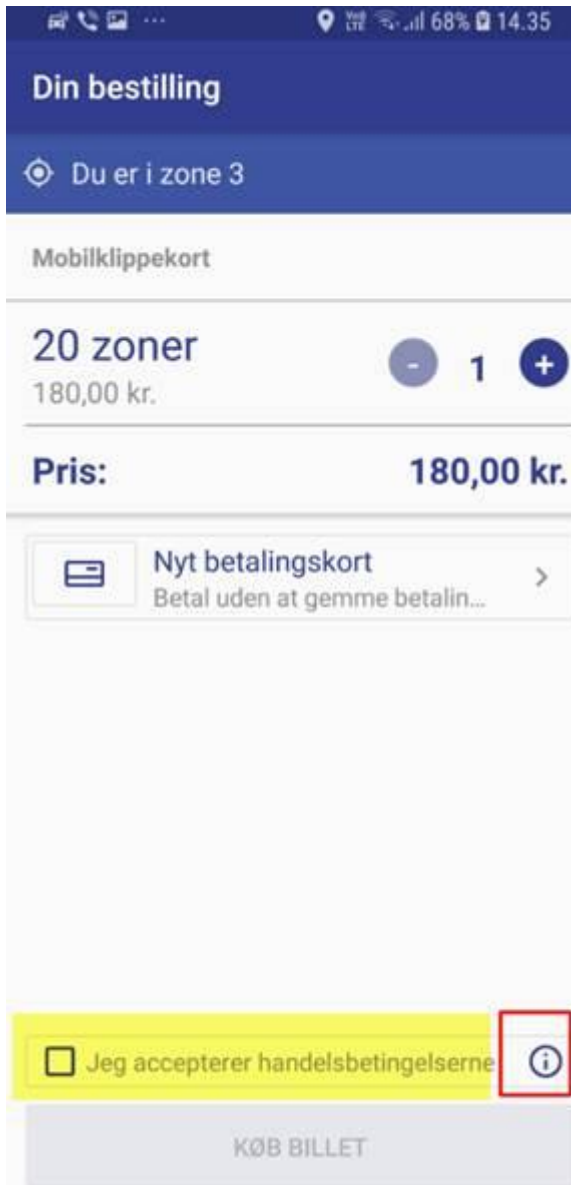 68% 14.35
Din bestilling
Du er i zone 3
Mobilklippekort
20 zoner
180,00 kr.
- 1 +
Pris: 180,00 kr.
Nyt betalingskort
Betal uden at gemme betalin...
Jeg accepterer handelsbetingelserne
KØB BILLET